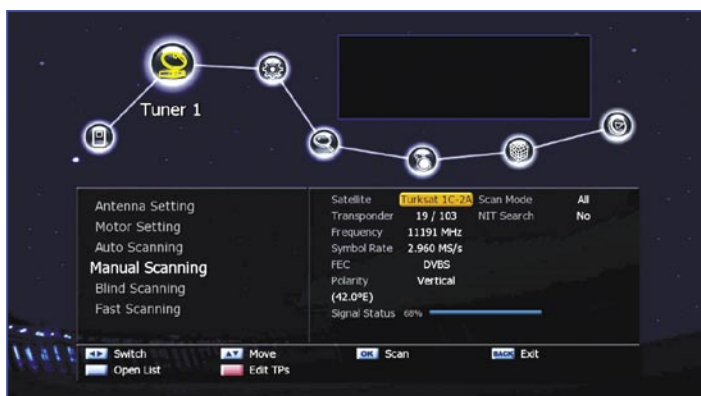 Tuner 1
Antenna Setting
Motor Setting
Auto Scanning
Manual Scanning
Blind Scanning
Fast Scanning
Satellite Turksat 1C-2A Scan Mode All
Transponder 19 / 103 NIT Search No
Frequency 11191 MHz
Symbol Rate 2.960 MS/s
FEC DVBS
Polarity Vertical
(42.0ºE)
Signal Status 68%
Switch Move OK Scan BACK Exit
Open List Edit TPs